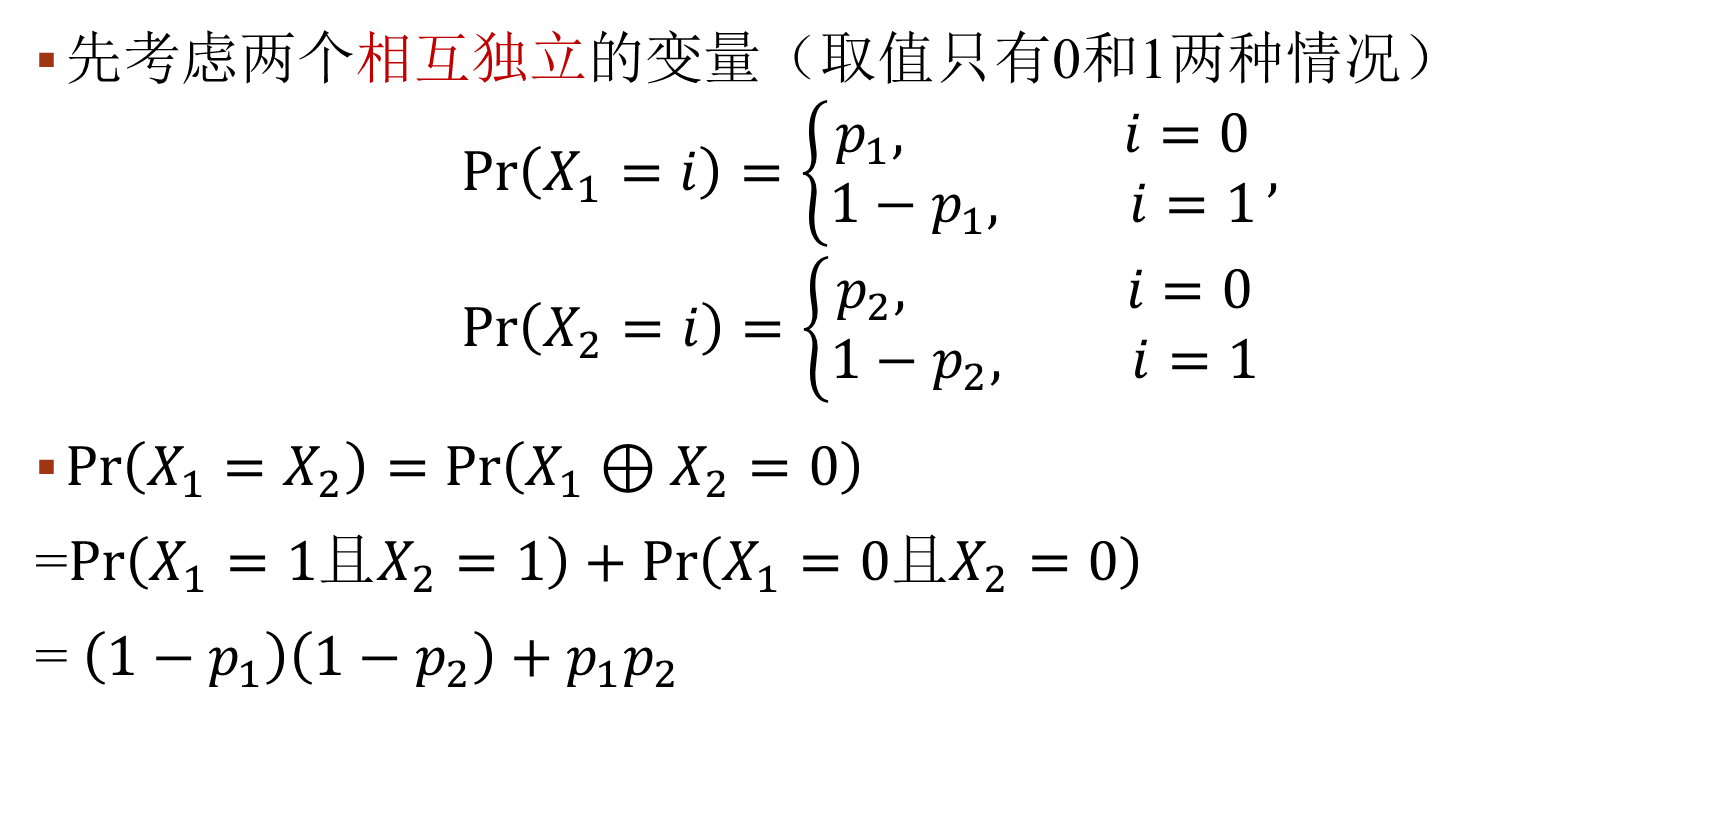 ▪先考虑两个相互独立的变量（取值只有0和1两种情况）
Pr(X₁ = i) = { p₁, i = 0
1 − p₁, i = 1 ,
Pr(X₂ = i) = { p₂, i = 0
1 − p₂, i = 1
▪Pr(X₁ = X₂) = Pr(X₁ ⊕ X₂ = 0)
=Pr(X₁ = 1且X₂ = 1) + Pr(X₁ = 0且X₂ = 0)
= (1 − p₁)(1 − p₂) + p₁p₂